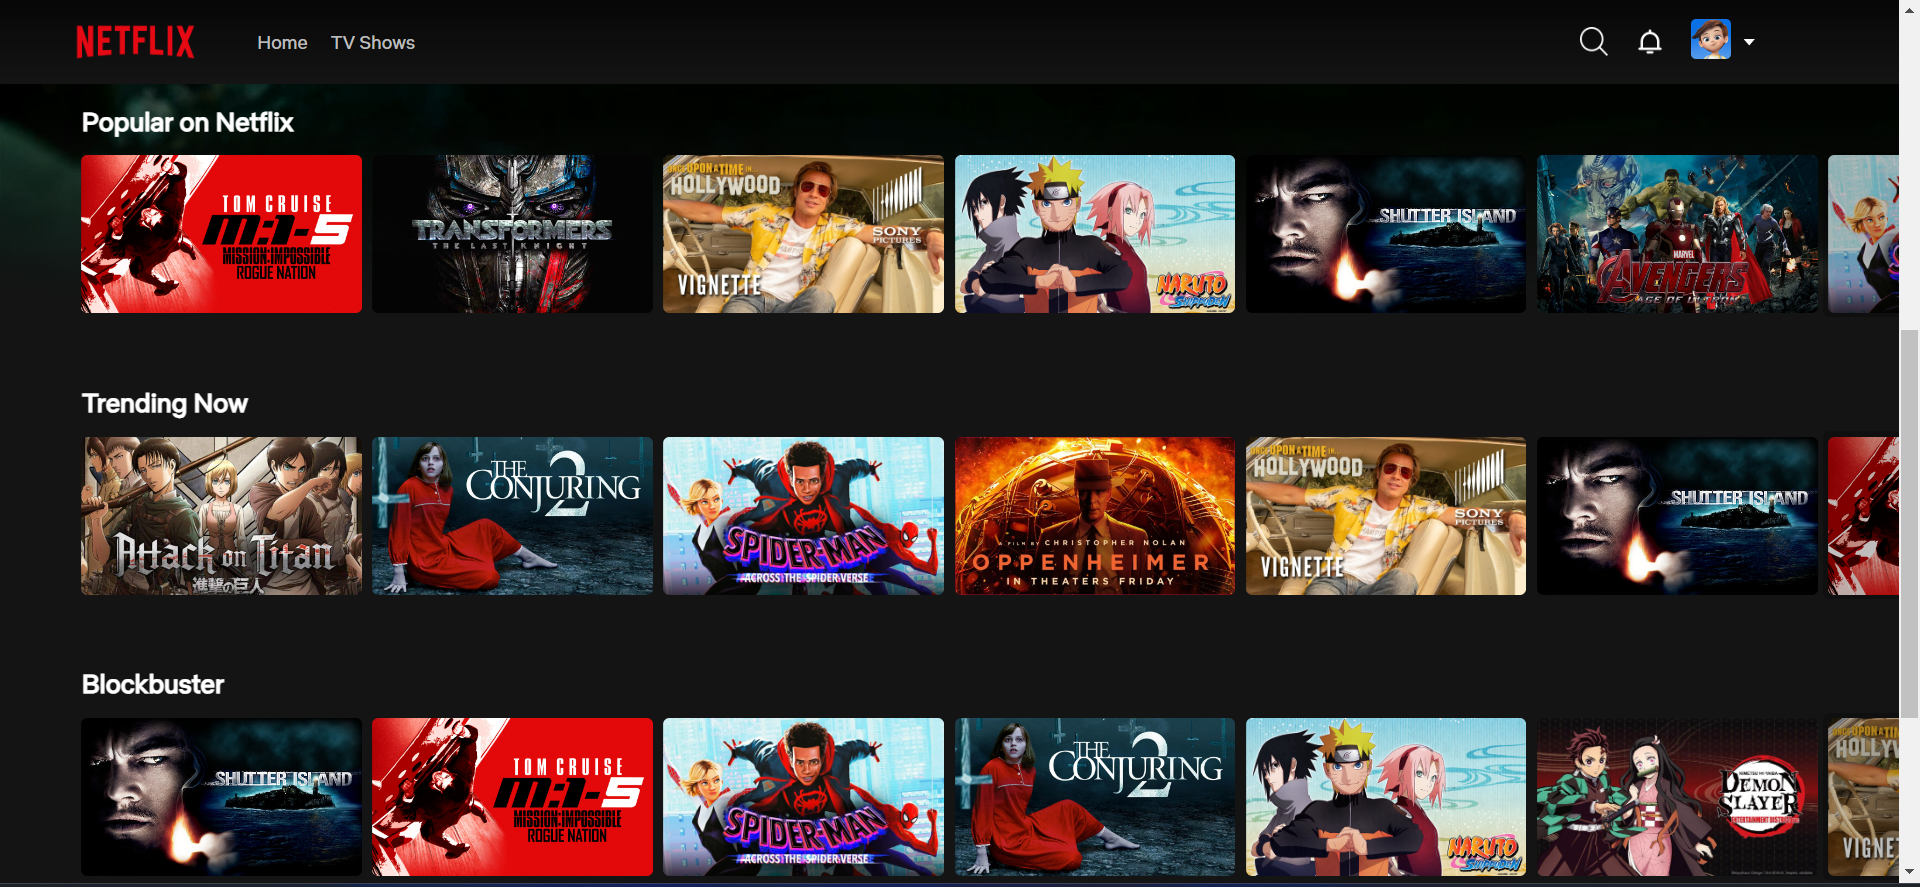 NETFLIX
Home
TV Shows
Popular on Netflix
TOM CRUISE
M:I-5
MISSION:IMPOSSIBLE
ROGUE NATION
TRANSFORMERS
THE LAST KNIGHT
ONCE UPON A TIME IN...
HOLLYWOOD
SONY
PICTURES
VIGNETTE
NARUTO
SHIPPUDEN
SHUTTER ISLAND
MARVEL
AVENGERS
AGE OF ULTRON
Trending Now
Attack on Titan
進撃の巨人
THE
CONJURING
2
SPIDER-MAN
ACROSS THE SPIDER-VERSE
A FILM BY CHRISTOPHER NOLAN
OPPENHEIMER
IN THEATERS FRIDAY
ONCE UPON A TIME IN...
HOLLYWOOD
SONY
PICTURES
VIGNETTE
SHUTTER ISLAND
Blockbuster
SHUTTER ISLAND
TOM CRUISE
M:I-5
MISSION:IMPOSSIBLE
ROGUE NATION
SPIDER-MAN
ACROSS THE SPIDER-VERSE
THE
CONJURING
2
NARUTO
SHIPPUDEN
KIMETSU NO YAIBA
DEMON
SLAYER